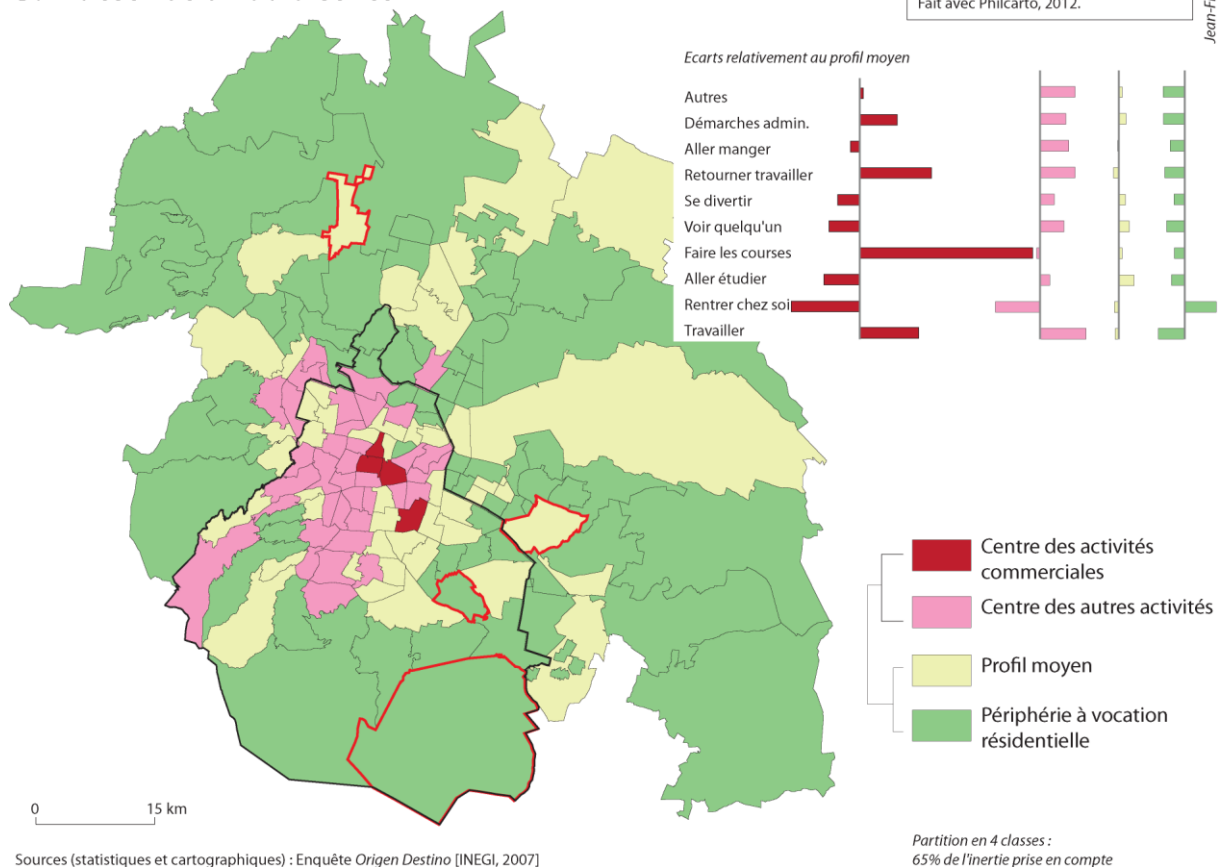 Fait avec Philcarto, 2012.
Ecarts relativement au profil moyen
Autres
Démarches admin.
Aller manger
Retourner travailler
Se divertir
Voir quelqu'un
Faire les courses
Aller étudier
Rentrer chez soi
Travailler
Centre des activités
commerciales
Centre des autres activités
Profil moyen
Périphérie à vocation
résidentielle
0 15 km
Sources (statistiques et cartographiques) : Enquête Origen Destino [INEGI, 2007]
Partition en 4 classes :
65% de l'inertie prise en compte